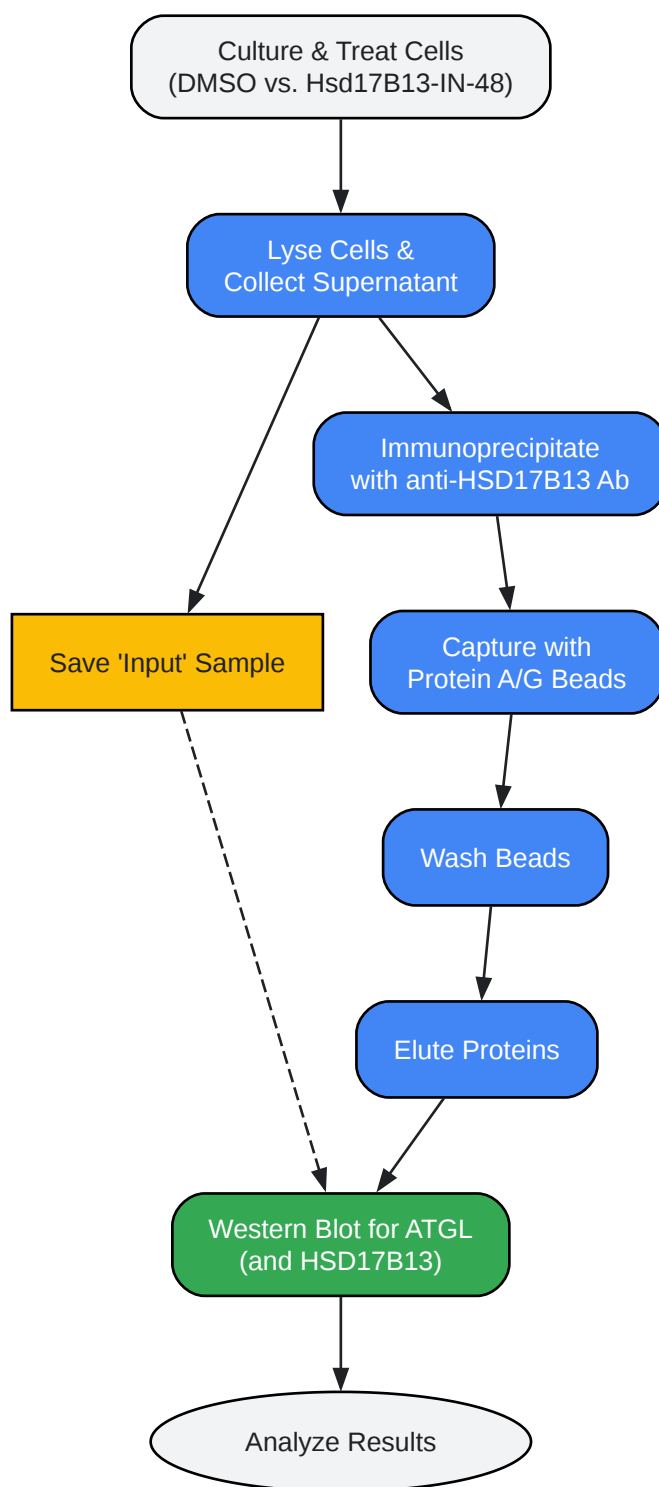 Culture & Treat Cells
(DMSO vs. Hsd17B13-IN-48)
Lyse Cells &
Collect Supernatant
Immunoprecipitate
with anti-HSD17B13 Ab
Save 'Input' Sample
Capture with
Protein A/G Beads
Wash Beads
Elute Proteins
Western Blot for ATGL
(and HSD17B13)
Analyze Results